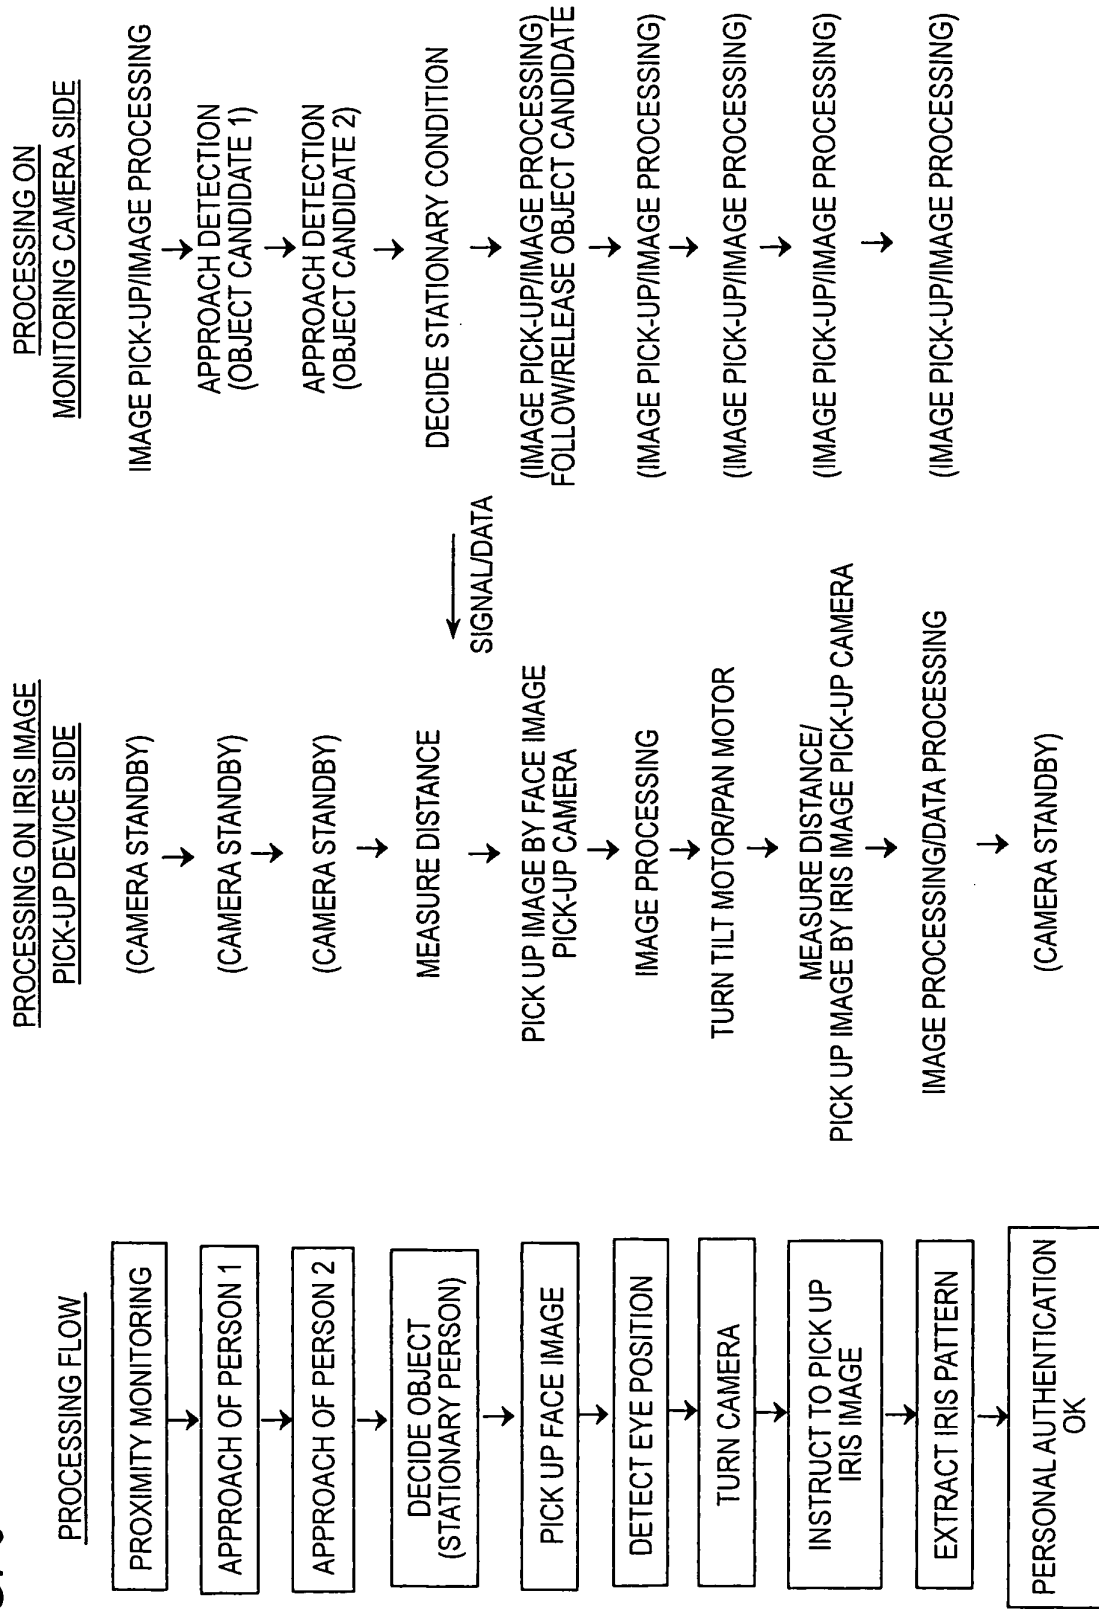 PROCESSING FLOW
PROXIMITY MONITORING
APPROACH OF PERSON 1
APPROACH OF PERSON 2
DECIDE OBJECT
(STATIONARY PERSON)
PICK UP FACE IMAGE
DETECT EYE POSITION
TURN CAMERA
INSTRUCT TO PICK UP
IRIS IMAGE
EXTRACT IRIS PATTERN
PERSONAL AUTHENTICATION
OK
PROCESSING ON IRIS IMAGE
PICK-UP DEVICE SIDE
(CAMERA STANDBY)
(CAMERA STANDBY)
(CAMERA STANDBY)
MEASURE DISTANCE
PICK UP IMAGE BY FACE IMAGE
PICK-UP CAMERA
IMAGE PROCESSING
TURN TILT MOTOR/PAN MOTOR
MEASURE DISTANCE/
PICK UP IMAGE BY IRIS IMAGE PICK-UP CAMERA
IMAGE PROCESSING/DATA PROCESSING
(CAMERA STANDBY)
SIGNAL/DATA
PROCESSING ON
MONITORING CAMERA SIDE
IMAGE PICK-UP/IMAGE PROCESSING
APPROACH DETECTION
(OBJECT CANDIDATE 1)
APPROACH DETECTION
(OBJECT CANDIDATE 2)
DECIDE STATIONARY CONDITION
(IMAGE PICK-UP/IMAGE PROCESSING)
FOLLOW/RELEASE OBJECT CANDIDATE
(IMAGE PICK-UP/IMAGE PROCESSING)
(IMAGE PICK-UP/IMAGE PROCESSING)
(IMAGE PICK-UP/IMAGE PROCESSING)
(IMAGE PICK-UP/IMAGE PROCESSING)